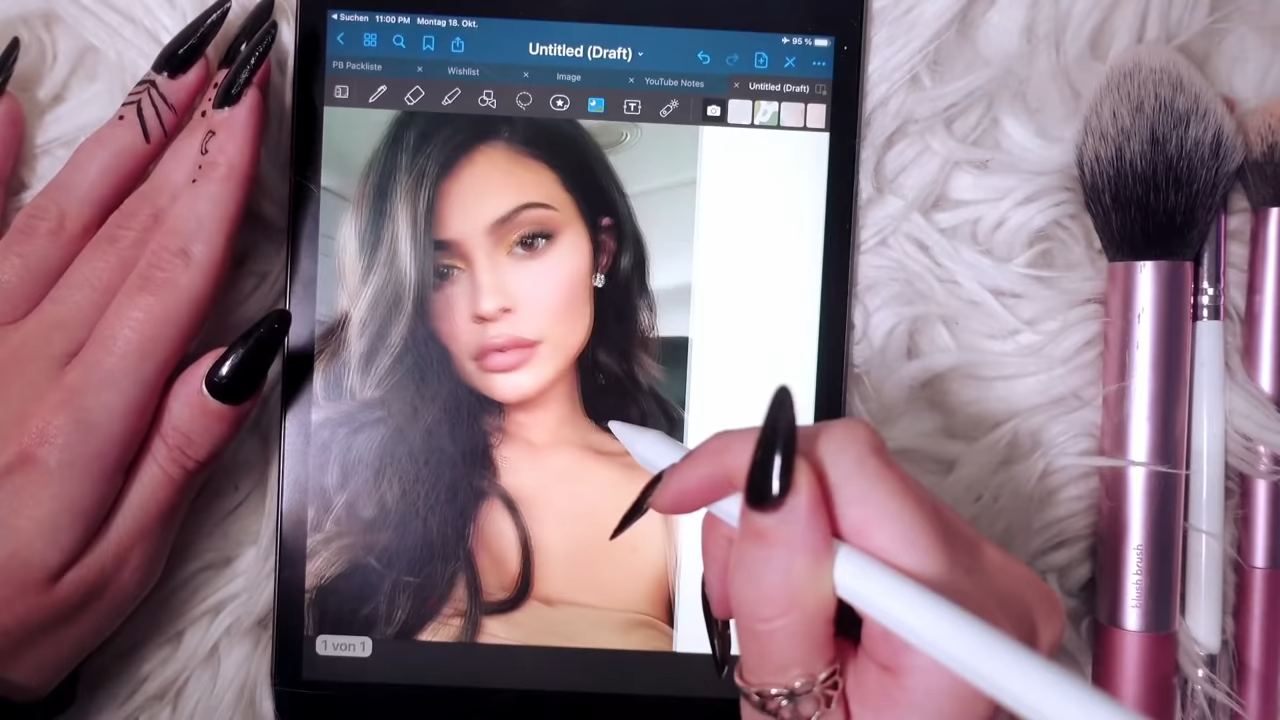 Suchen 11:00 PM Montag 18. Okt.
95 %
Untitled (Draft)
PB Packliste
Wishlist
Image
YouTube Notes
Untitled (Draft)
T
1 von 1
blush brush